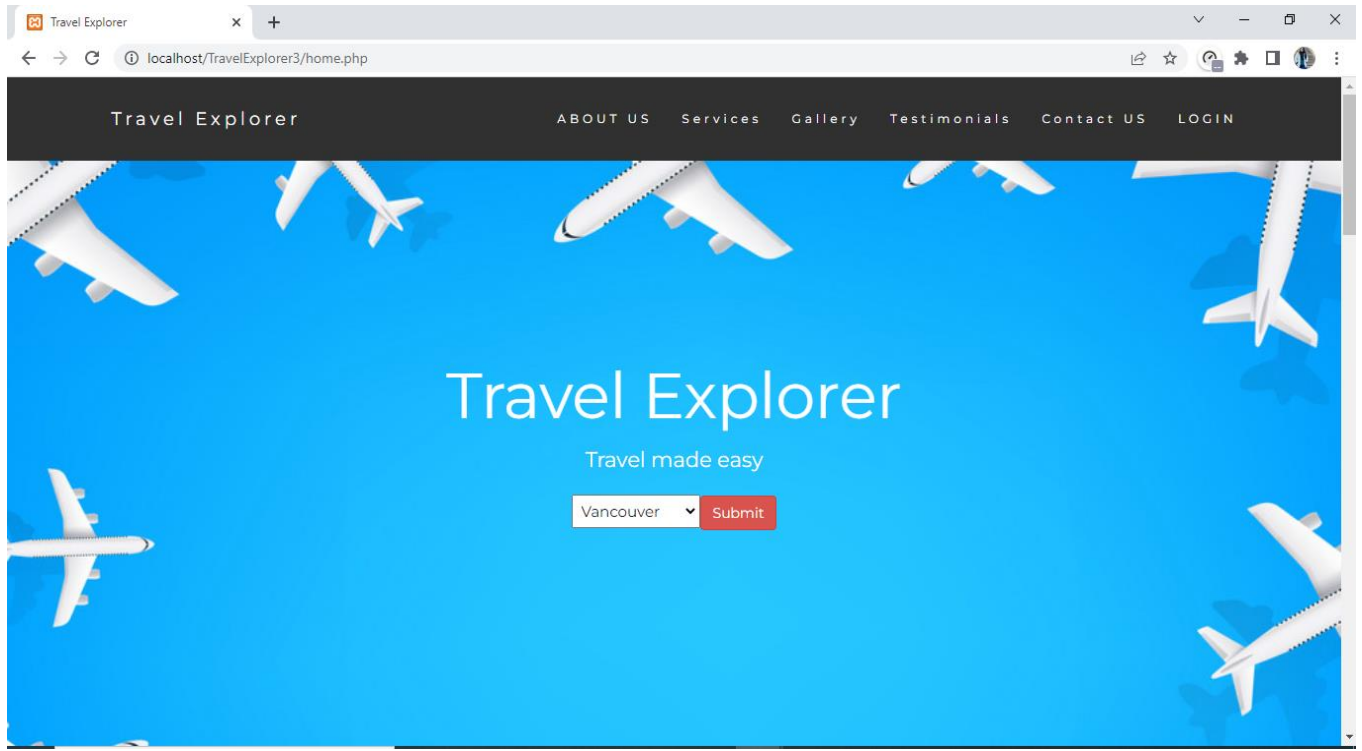 Travel Explorer
localhost/TravelExplorer3/home.php
Travel Explorer ABOUT US Services Gallery Testimonials Contact US LOGIN
Travel Explorer
Travel made easy
Vancouver Submit